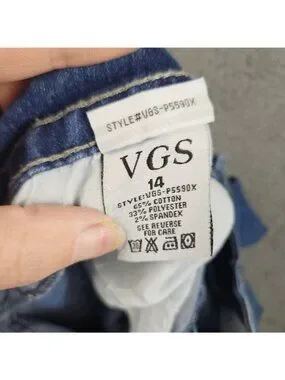 STYLE#VGS-P5590X
VGS
14
STYLE:VGS-P5590X
65% COTTON
33% POLYESTER
2% SPANDEX
SEE REVERSE
FOR CARE